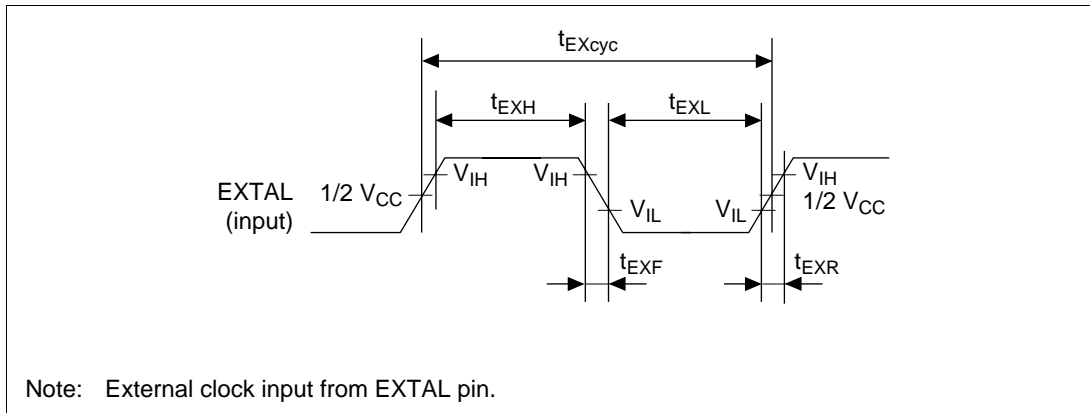 tEXcyc
tEXH tEXL
EXTAL
(input)
1/2 VCC
VIH VIH VIH
1/2 VCC
VIL VIL
tEXF tEXR
Note: External clock input from EXTAL pin.